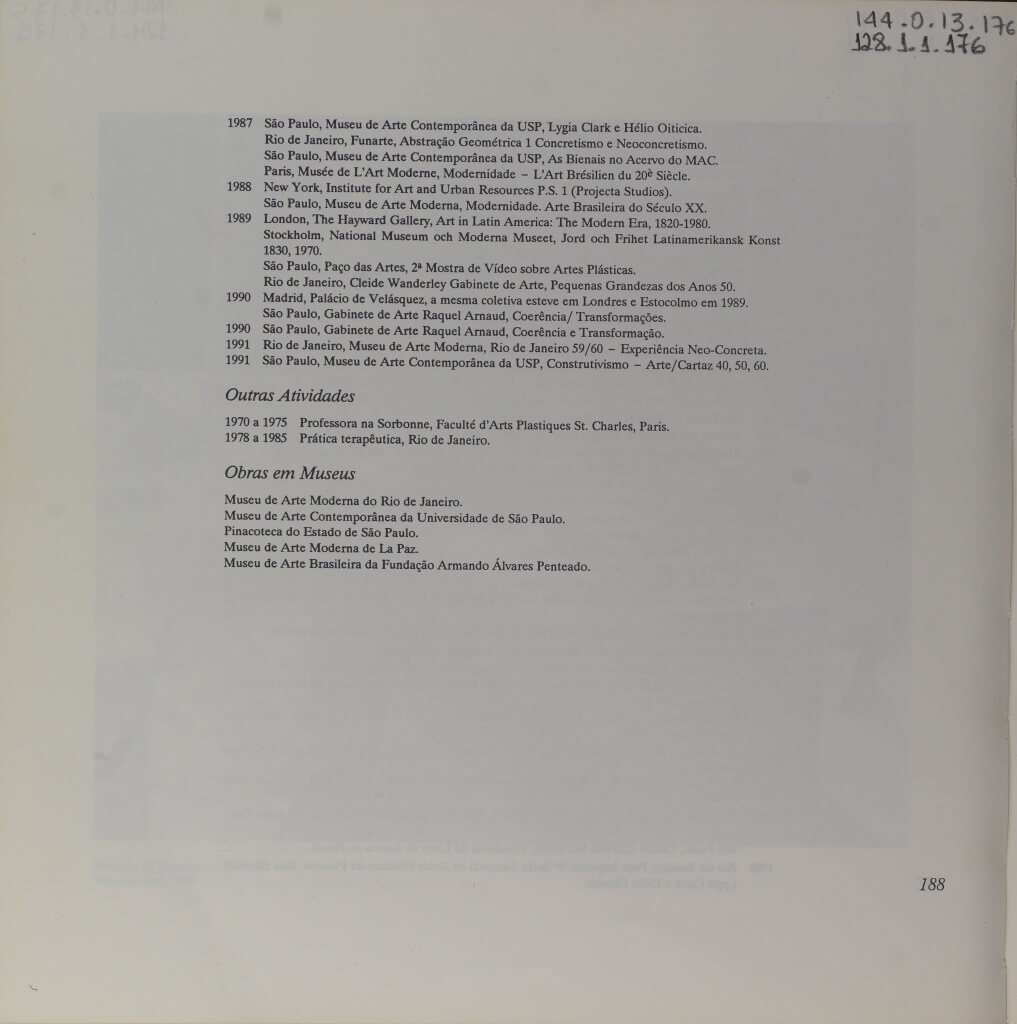 144.0.13.176
128.1.1.176
1987 São Paulo, Museu de Arte Contemporânea da USP, Lygia Clark e Hélio Oiticica.
Rio de Janeiro, Funarte, Abstração Geométrica 1 Concretismo e Neoconcretismo.
São Paulo, Museu de Arte Contemporânea da USP, As Bienais no Acervo do MAC.
Paris, Musée de L'Art Moderne, Modernidade – L'Art Brésilien du 20è Siècle.
1988 New York, Institute for Art and Urban Resources P.S. 1 (Projecta Studios).
São Paulo, Museu de Arte Moderna, Modernidade. Arte Brasileira do Século XX.
1989 London, The Hayward Gallery, Art in Latin America: The Modern Era, 1820-1980.
Stockholm, National Museum och Moderna Museet, Jord och Frihet Latinamerikansk Konst
1830, 1970.
São Paulo, Paço das Artes, 2ª Mostra de Vídeo sobre Artes Plásticas.
Rio de Janeiro, Cleide Wanderley Gabinete de Arte, Pequenas Grandezas dos Anos 50.
1990 Madrid, Palácio de Velásquez, a mesma coletiva esteve em Londres e Estocolmo em 1989.
São Paulo, Gabinete de Arte Raquel Arnaud, Coerência/ Transformações.
1990 São Paulo, Gabinete de Arte Raquel Arnaud, Coerência e Transformação.
1991 Rio de Janeiro, Museu de Arte Moderna, Rio de Janeiro 59/60 – Experiência Neo-Concreta.
1991 São Paulo, Museu de Arte Contemporânea da USP, Construtivismo – Arte/Cartaz 40, 50, 60.
Outras Atividades
1970 a 1975 Professora na Sorbonne, Faculté d'Arts Plastiques St. Charles, Paris.
1978 a 1985 Prática terapêutica, Rio de Janeiro.
Obras em Museus
Museu de Arte Moderna do Rio de Janeiro.
Museu de Arte Contemporânea da Universidade de São Paulo.
Pinacoteca do Estado de São Paulo.
Museu de Arte Moderna de La Paz.
Museu de Arte Brasileira da Fundação Armando Álvares Penteado.
188